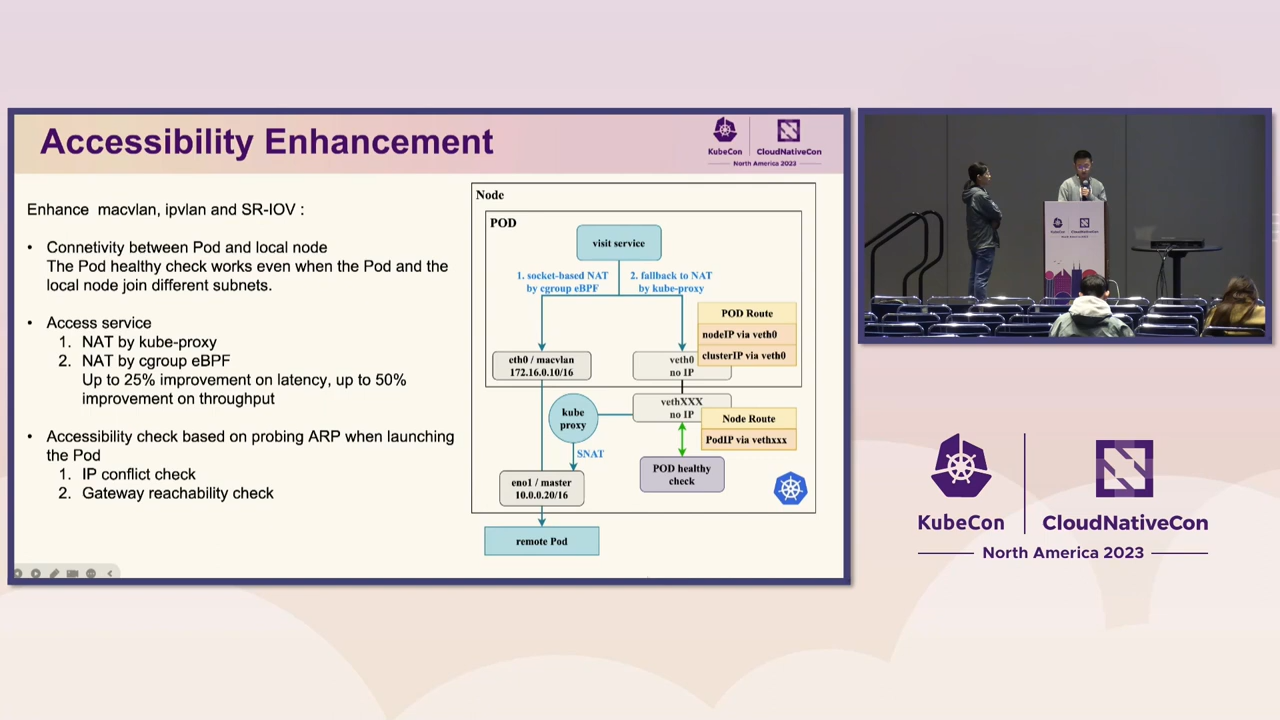 Accessibility Enhancement
KubeCon
CloudNativeCon
North America 2023
Enhance macvlan, ipvlan and SR-IOV :
• Connetivity between Pod and local node
The Pod healthy check works even when the Pod and the
local node join different subnets.
• Access service
1. NAT by kube-proxy
2. NAT by cgroup eBPF
Up to 25% improvement on latency, up to 50%
improvement on throughput
• Accessibility check based on probing ARP when launching
the Pod
1. IP conflict check
2. Gateway reachability check
Node
POD
visit service
1. socket-based NAT
by cgroup eBPF
2. fallback to NAT
by kube-proxy
POD Route
nodeIP via veth0
clusterIP via veth0
eth0 / macvlan
172.16.0.10/16
veth0
no IP
vethXXX
no IP
kube
proxy
Node Route
PodIP via vethxxx
SNAT
POD healthy
check
eno1 / master
10.0.0.20/16
remote Pod
KubeCon
CloudNativeCon
North America 2023